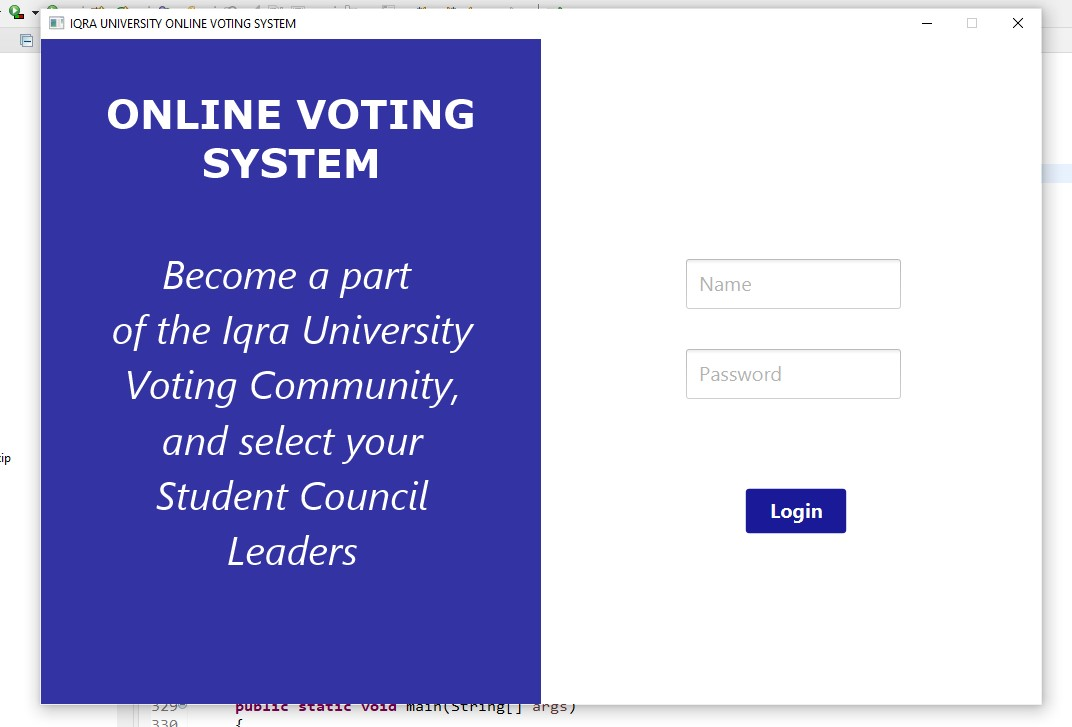 IQRA UNIVERSITY ONLINE VOTING SYSTEM
ONLINE VOTING
SYSTEM
Become a part
of the Iqra University
Voting Community,
and select your
Student Council
Leaders
Name
Password
Login
329 public static void main(String[] args)
330 {